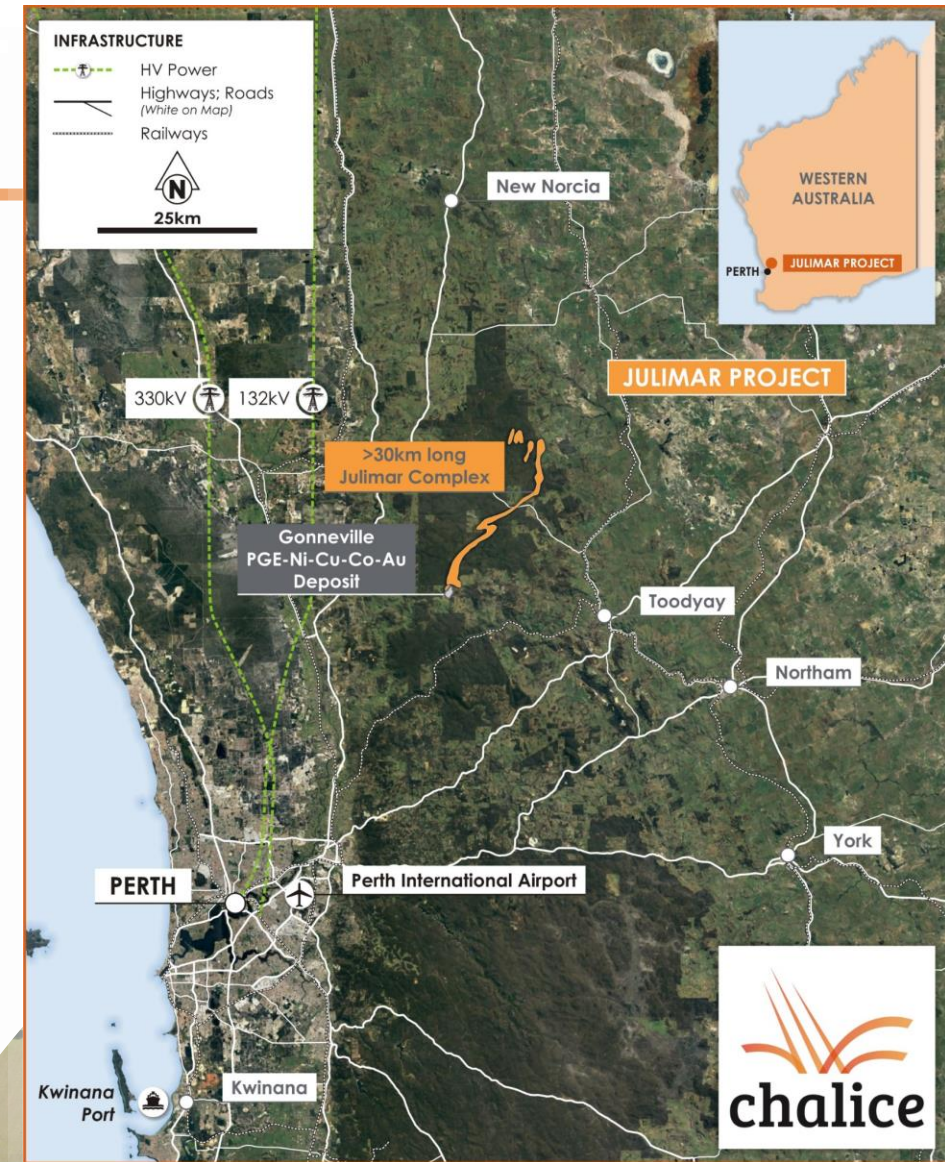 INFRASTRUCTURE
HV Power
Highways; Roads
(White on Map)
Railways
N
25km
WESTERN
AUSTRALIA
PERTH
JULIMAR PROJECT
New Norcia
JULIMAR PROJECT
330kV
132kV
>30km long
Julimar Complex
Gonneville
PGE-Ni-Cu-Co-Au
Deposit
Toodyay
Northam
York
PERTH
Perth International Airport
Kwinana
Port
Kwinana
chalice